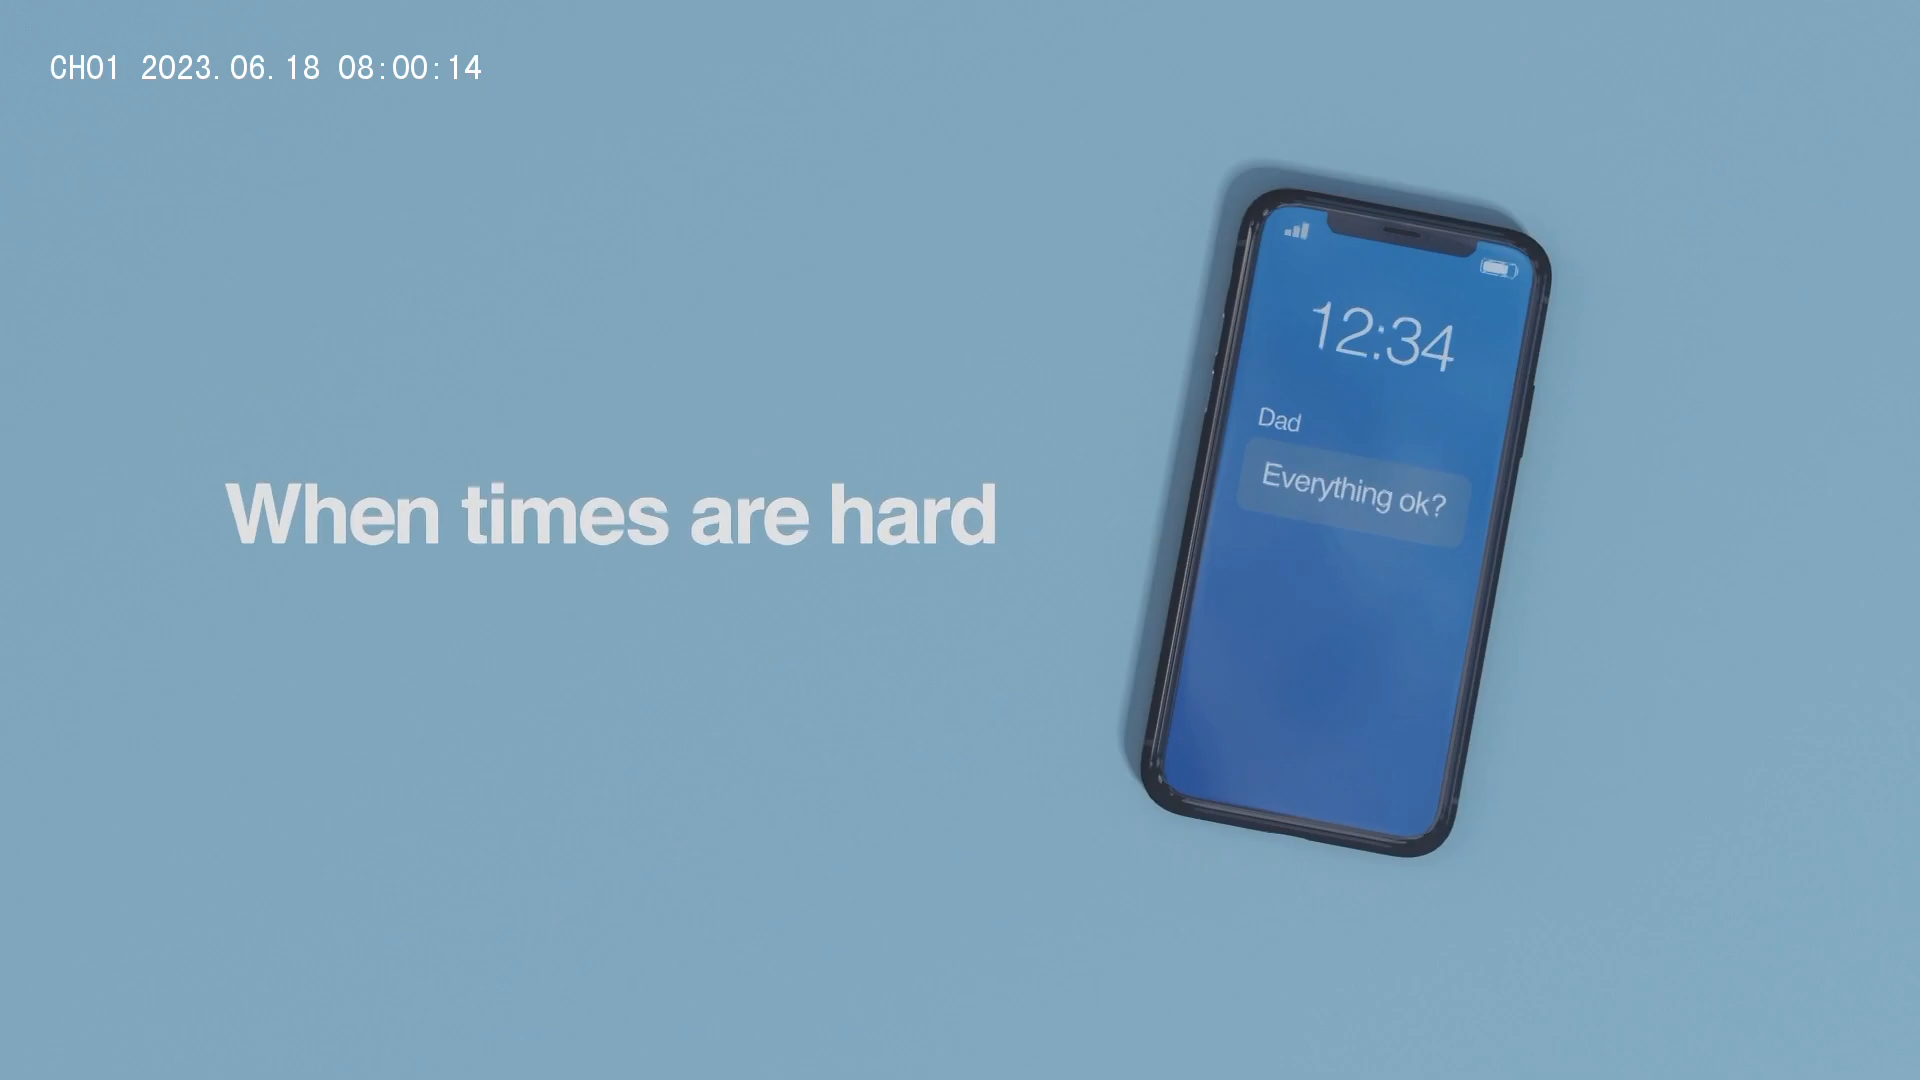 CH01 2023.06.18 08:00:14
When times are hard
12:34
Dad
Everything ok?